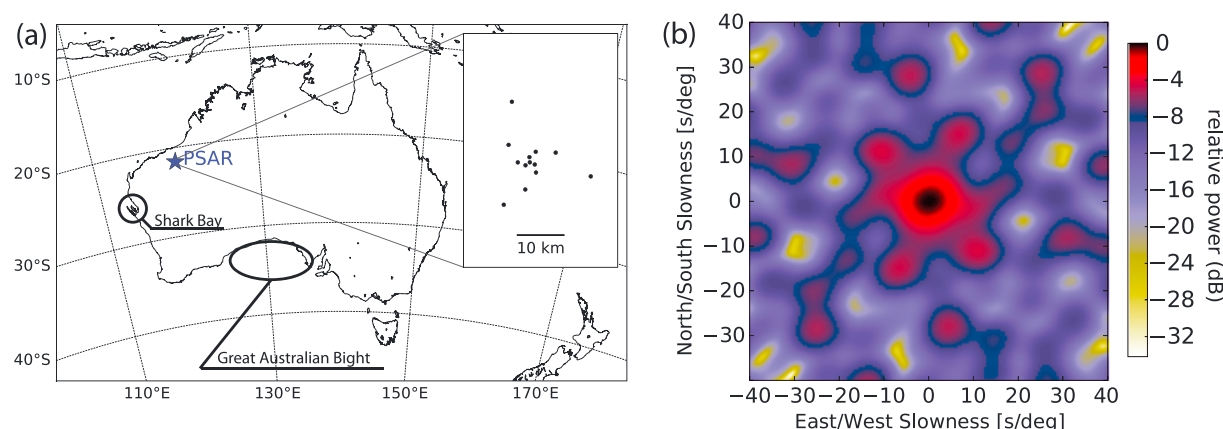 (a)
10°S
20°S
30°S
40°S
110°E
130°E
150°E
170°E
PSAR
Shark Bay
Great Australian Bight
10 km
(b)
North/South Slowness [s/deg]
40
30
20
10
0
−10
−20
−30
−40 −30 −20 −10 0 10 20 30 40
East/West Slowness [s/deg]
0
−4
−8
−12
−16
−20
−24
−28
−32
relative power (dB)